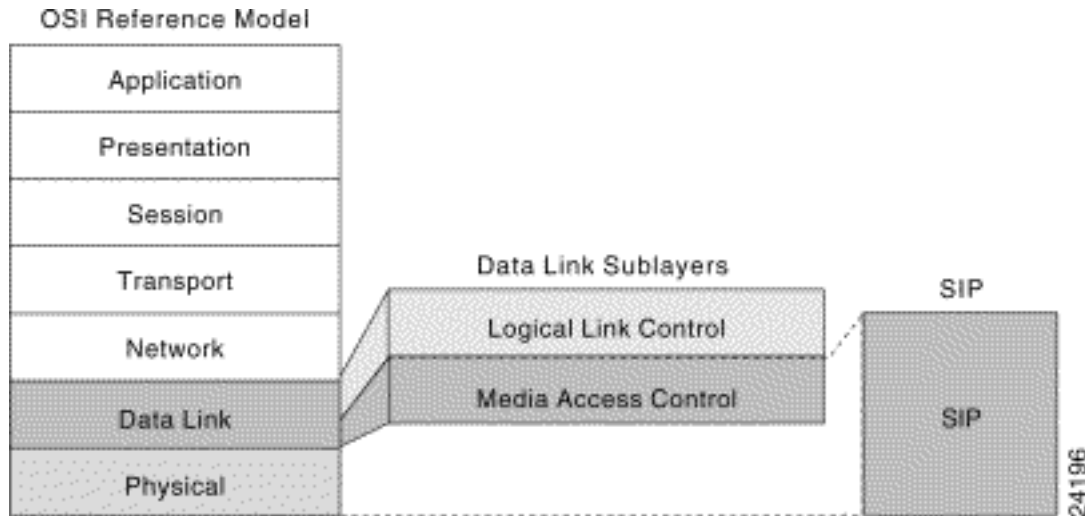 OSI Reference Model
Application
Presentation
Session
Transport
Network
Data Link
Physical
Data Link Sublayers
Logical Link Control
Media Access Control
SIP
SIP
24196